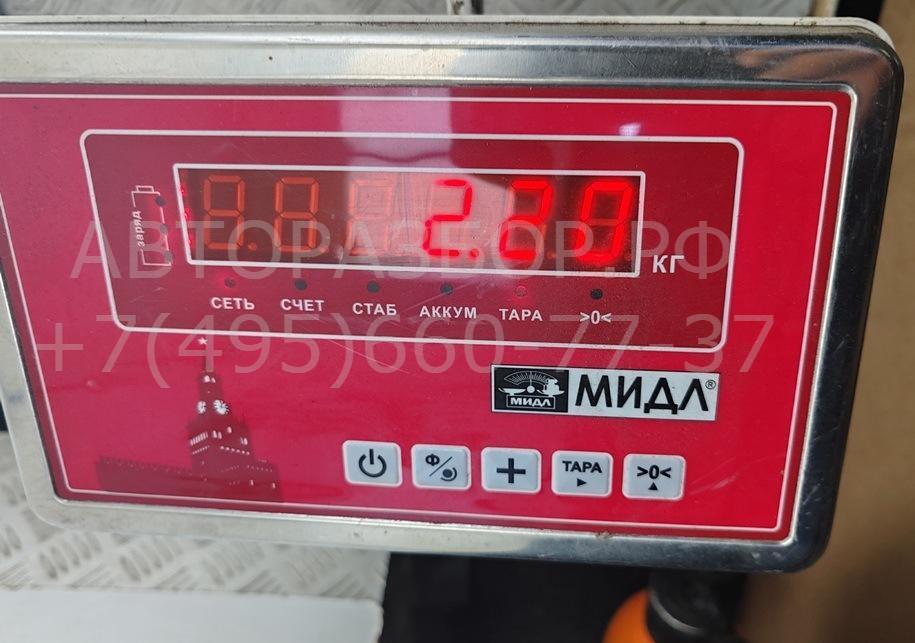 2.20
заряд
АВТОРАЗБОР.РФ
КГ
СЕТЬ СЧЕТ СТАБ АККУМ ТАРА >0<
+7(495)660-77-37
МИДЛ МИДЛ®
Ф ТАРА >0<